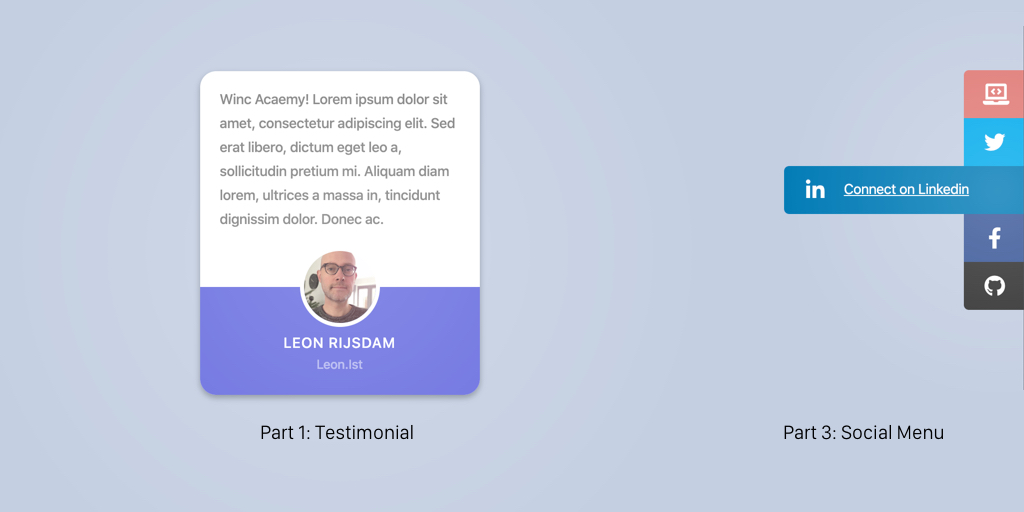 Winc Acaemy! Lorem ipsum dolor sit
amet, consectetur adipiscing elit. Sed
erat libero, dictum eget leo a,
sollicitudin pretium mi. Aliquam diam
lorem, ultrices a massa in, tincidunt
dignissim dolor. Donec ac.
LEON RIJSDAM
Leon.Ist
Part 1: Testimonial
in Connect on Linkedin
Part 3: Social Menu